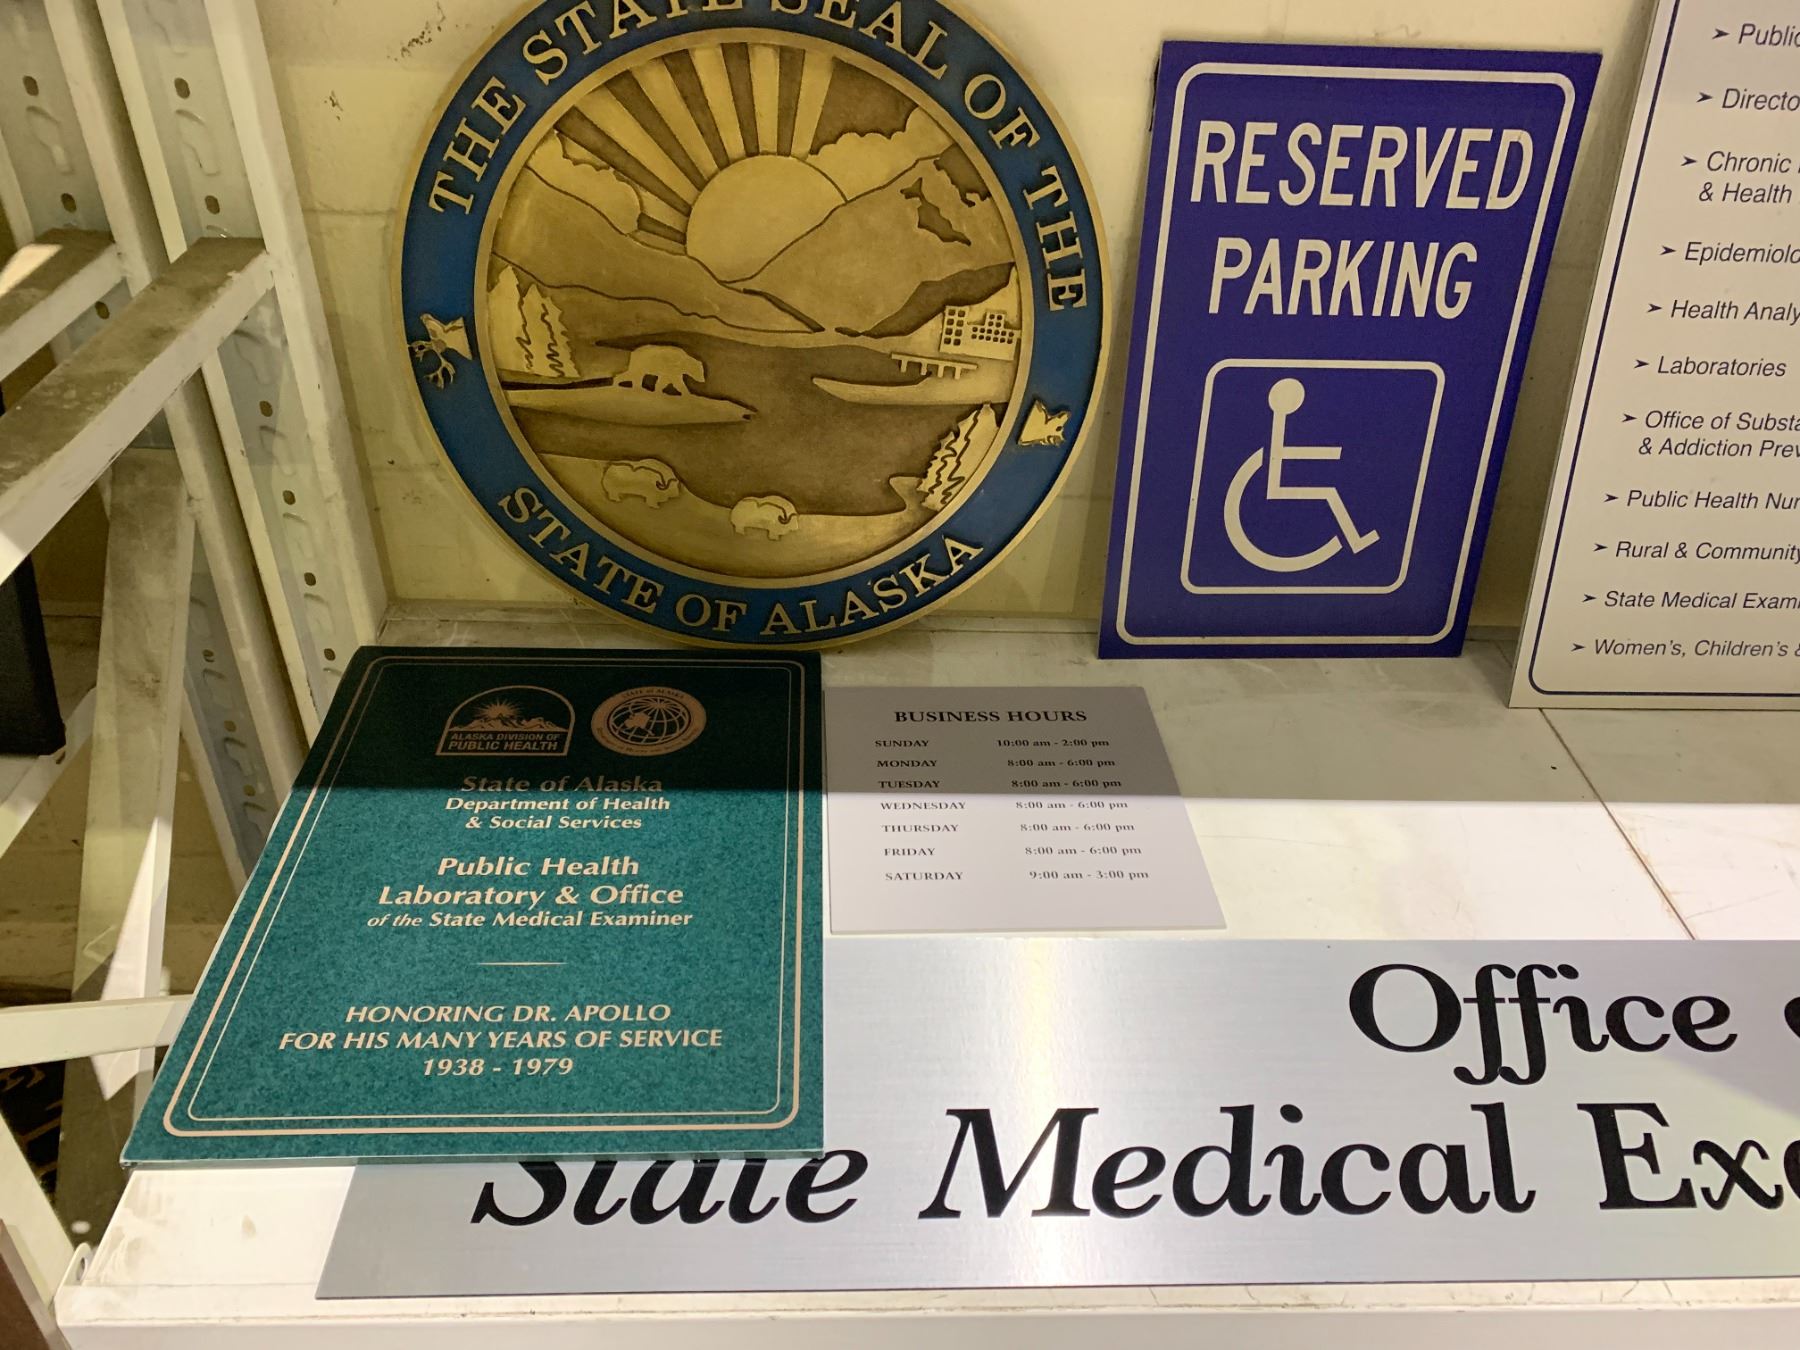 THE STATE SEAL OF THE
STATE OF ALASKA
RESERVED
PARKING
➢ Public
➢ Directo
➢ Chronic
& Health
➢ Epidemiolo
➢ Health Analy
➢ Laboratories
➢ Office of Substa
& Addiction Prev
➢ Public Health Nur
➢ Rural & Community
➢ State Medical Exami
➢ Women's, Children's &
ALASKA DIVISION OF
PUBLIC HEALTH
STATE OF ALASKA
State of Alaska
Department of Health
& Social Services
Public Health
Laboratory & Office
of the State Medical Examiner
HONORING DR. APOLLO
FOR HIS MANY YEARS OF SERVICE
1938 - 1979
BUSINESS HOURS
SUNDAY 10:00 am - 2:00 pm
MONDAY 8:00 am - 6:00 pm
TUESDAY 8:00 am - 6:00 pm
WEDNESDAY 8:00 am - 6:00 pm
THURSDAY 8:00 am - 6:00 pm
FRIDAY 8:00 am - 6:00 pm
SATURDAY 9:00 am - 3:00 pm
Office
State Medical Exa